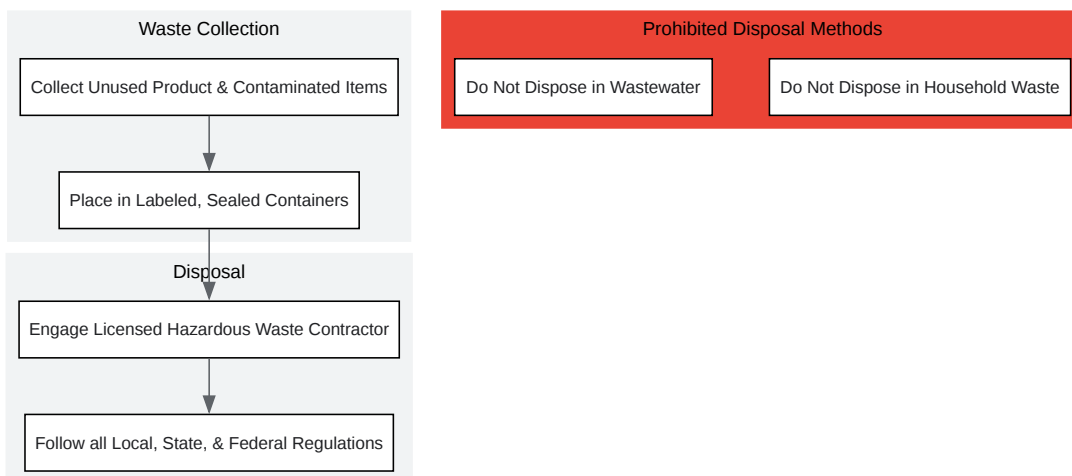 Waste Collection
Collect Unused Product & Contaminated Items
Place in Labeled, Sealed Containers
Disposal
Engage Licensed Hazardous Waste Contractor
Follow all Local, State, & Federal Regulations
Prohibited Disposal Methods
Do Not Dispose in Wastewater
Do Not Dispose in Household Waste